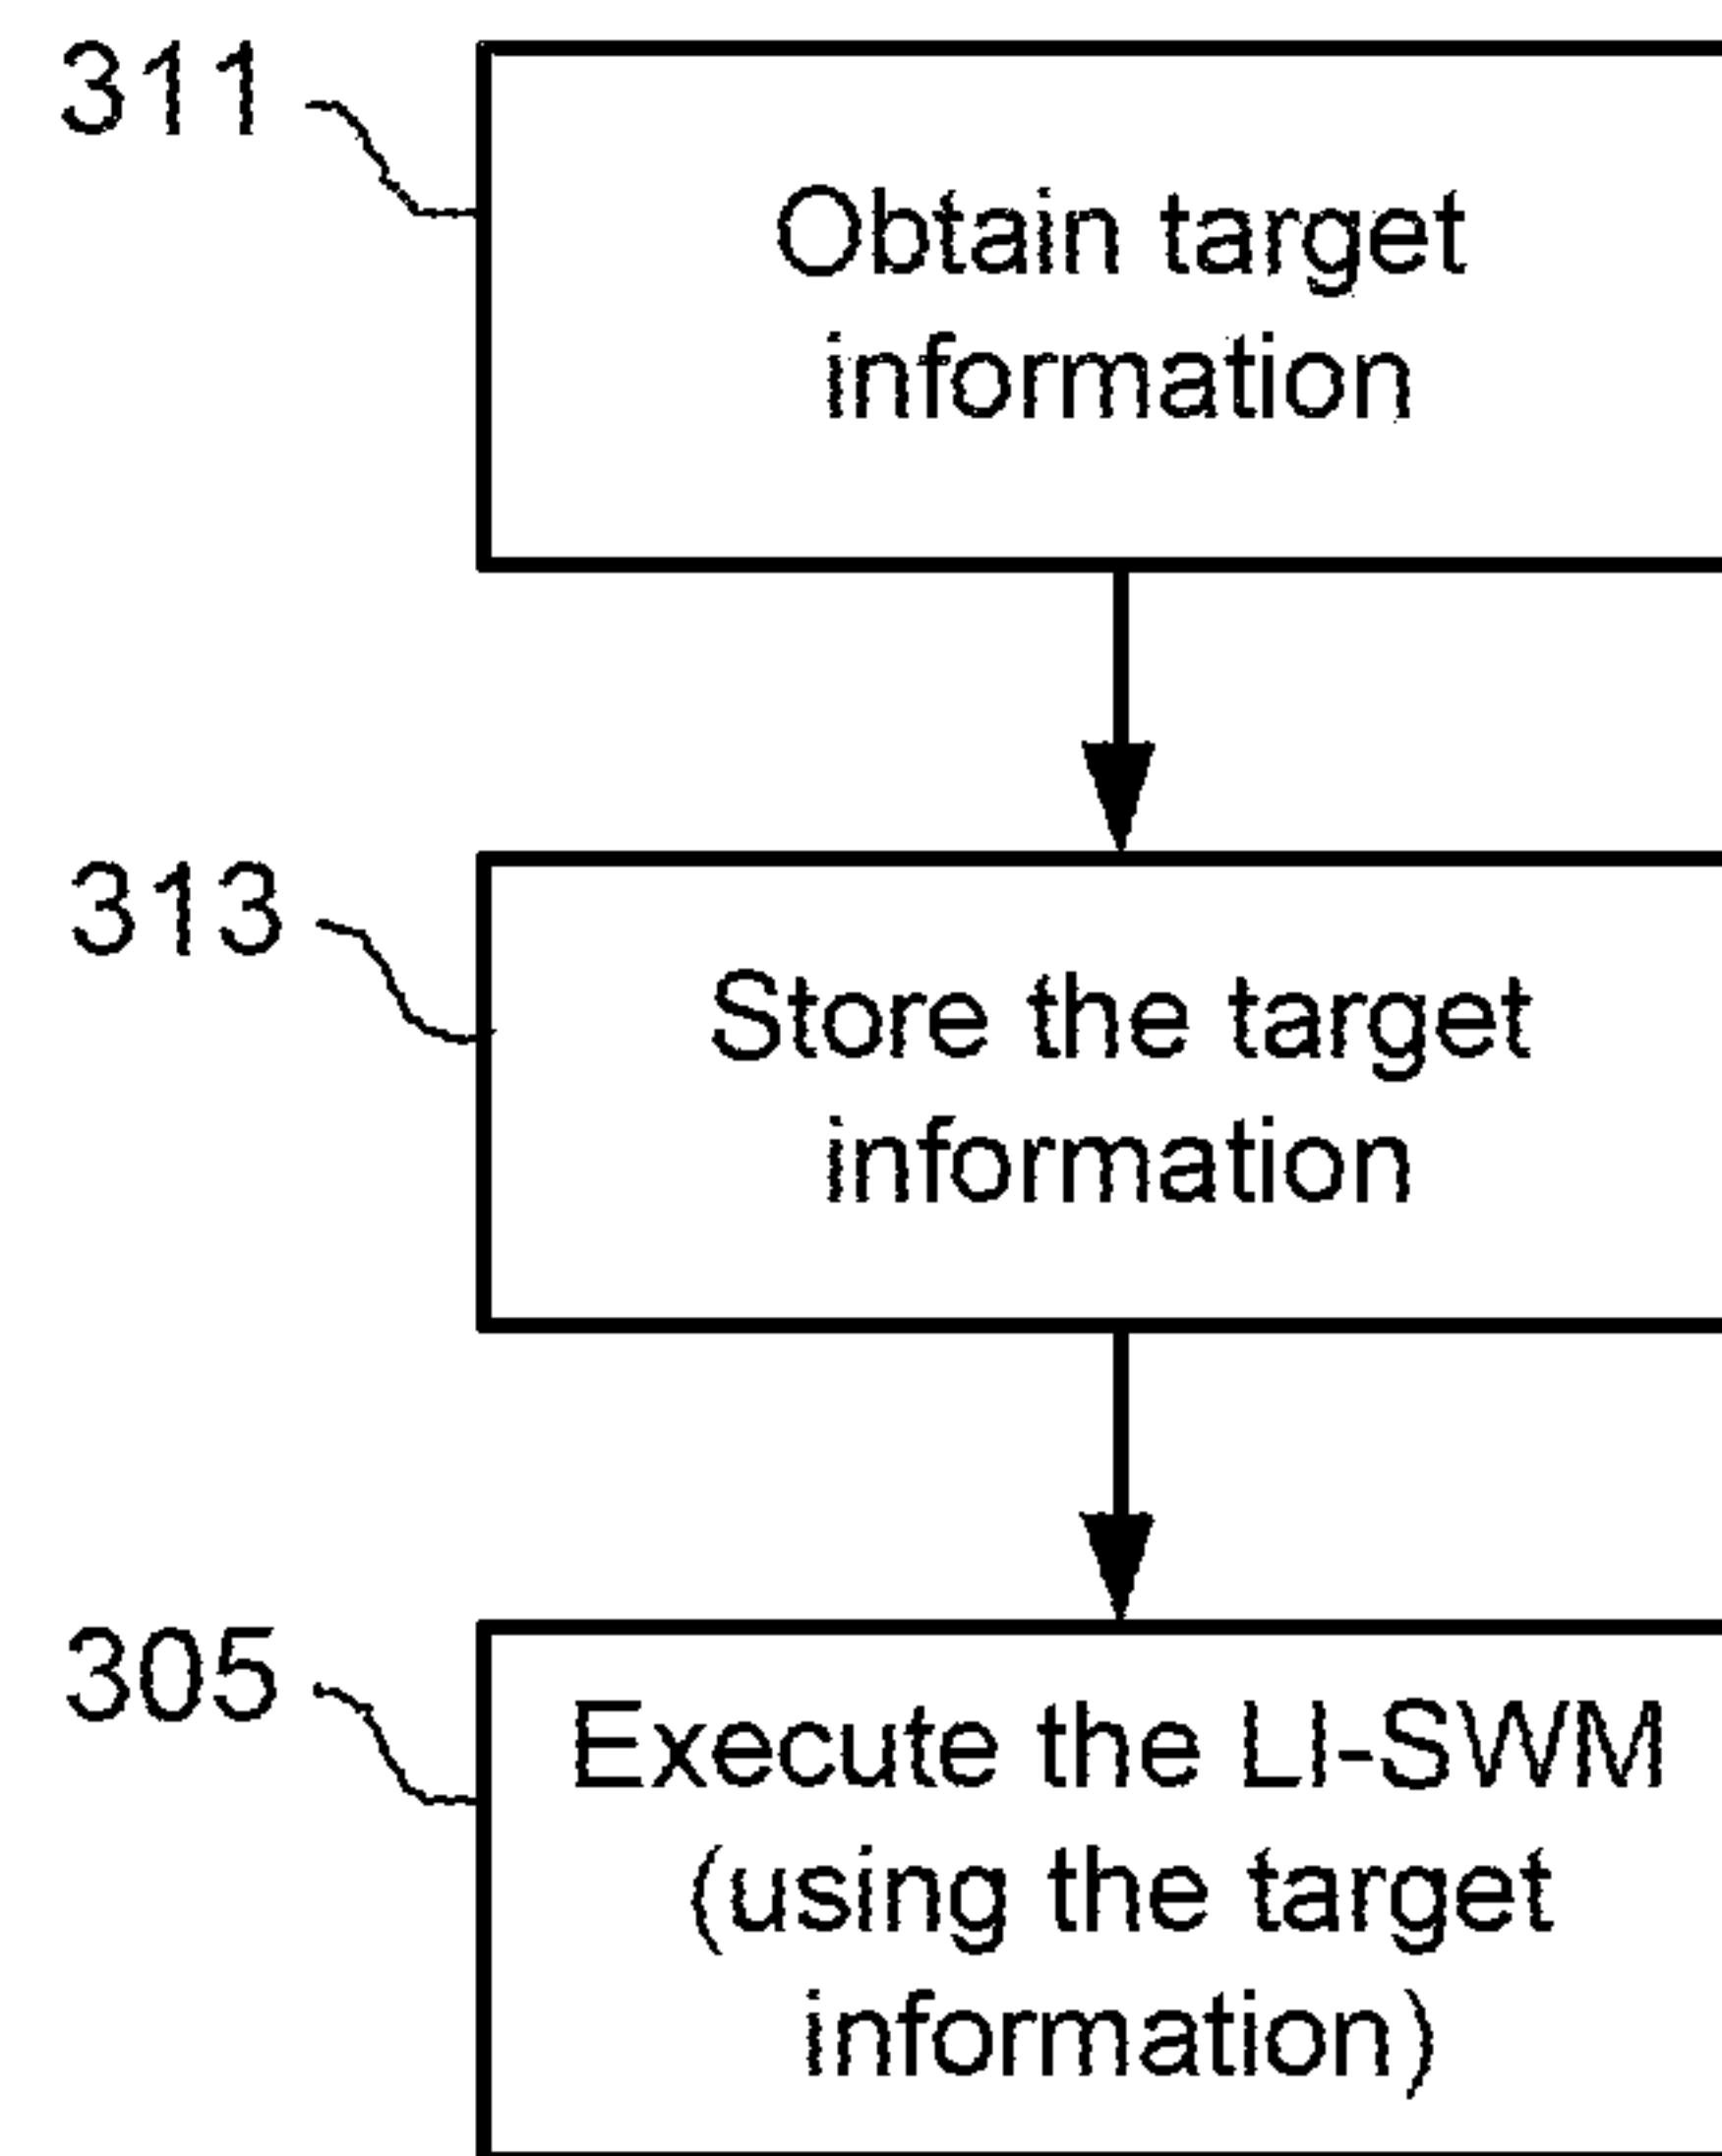 311
Obtain target
information
313
Store the target
information
305
Execute the LI-SWM
(using the target
information)